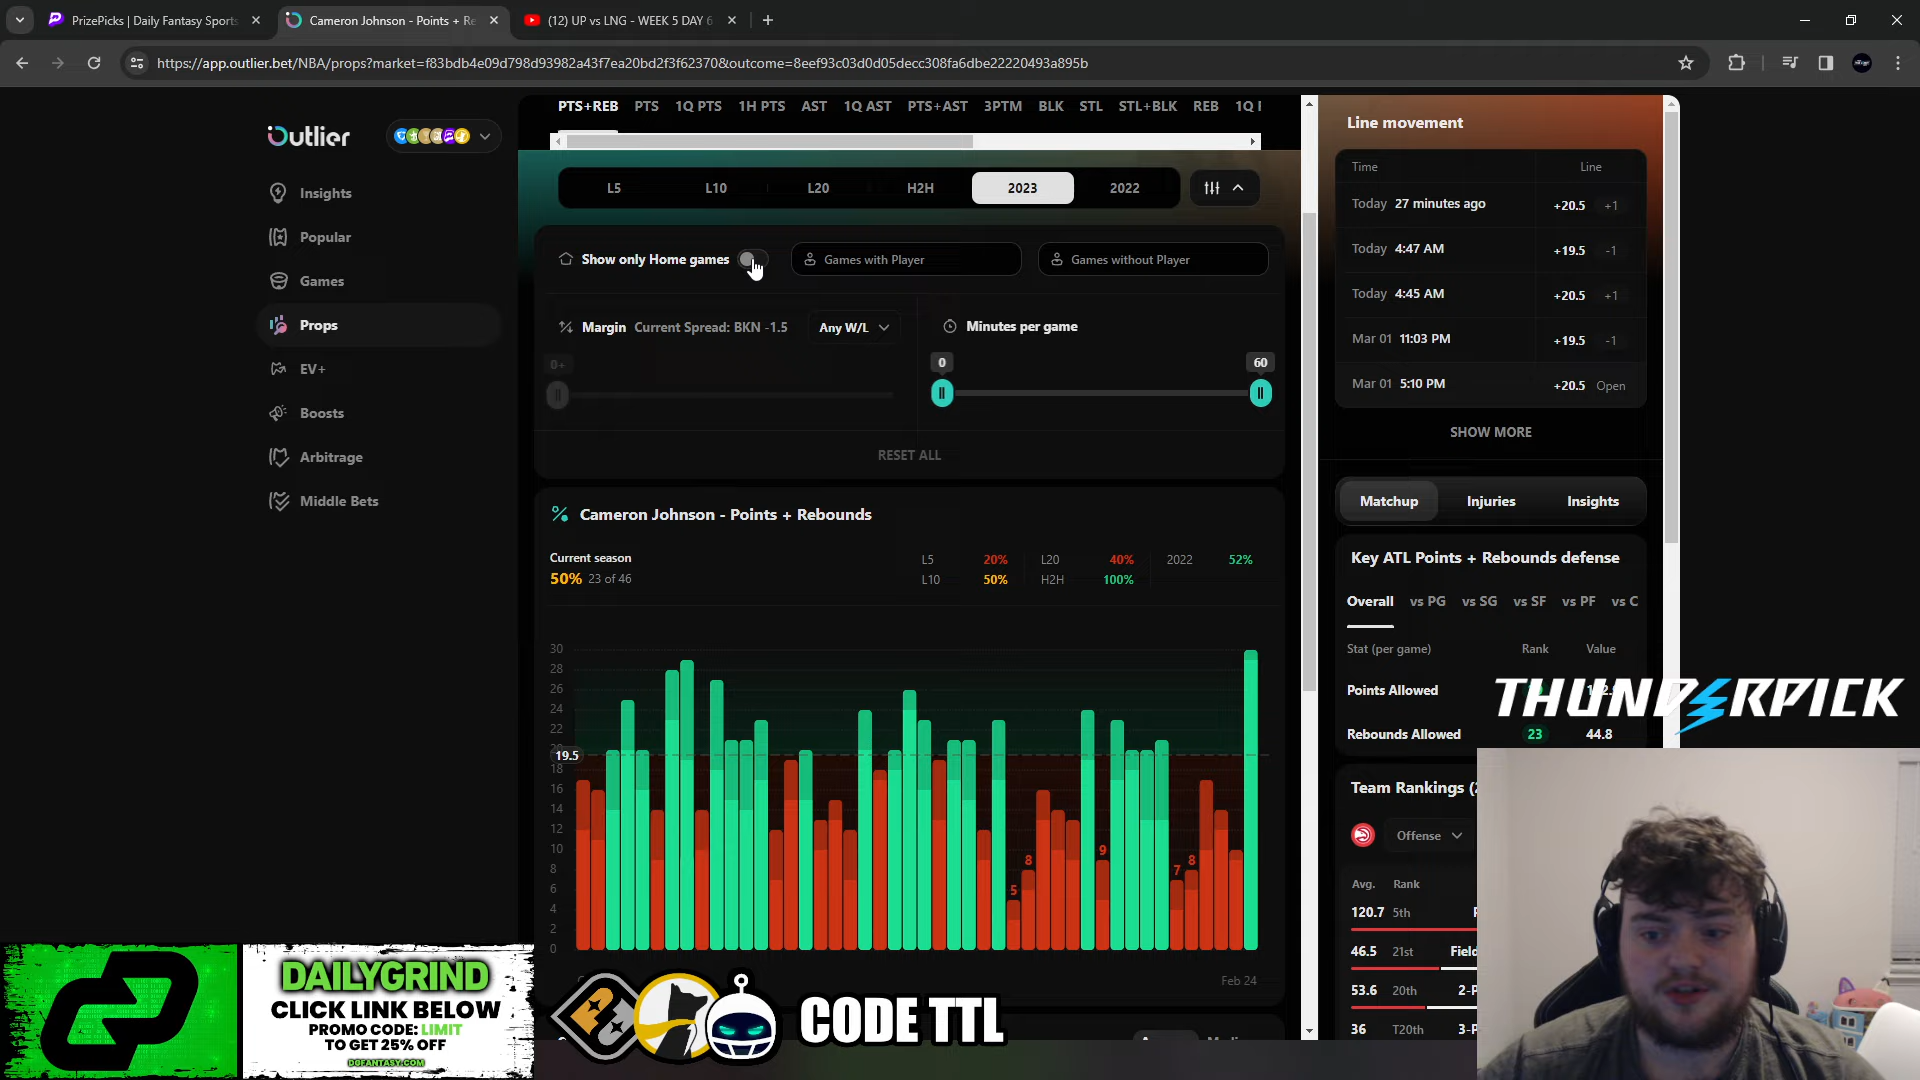 PrizePicks | Daily Fantasy Sports
Cameron Johnson - Points + Re
(12) UP vs LNG - WEEK 5 DAY 6
https://app.outlier.bet/NBA/props?market=f83bdb4e09d798d93982a43f7ea20bd2f3f62370&outcome=8eef93c03d0d05decc308fa6dbe22220493a895b
Outlier
Insights
Popular
Games
Props
EV+
Boosts
Arbitrage
Middle Bets
PTS+REB PTS 1Q PTS 1H PTS AST 1Q AST PTS+AST 3PTM BLK STL STL+BLK REB 1Q
L5 L10 L20 H2H 2023 2022
Show only Home games Games with Player Games without Player
Margin Current Spread: BKN -1.5 Any W/L Minutes per game
0+ 0 60
RESET ALL
Cameron Johnson - Points + Rebounds
Current season
50% 23 of 46
L5 20% L20 40% 2022 52%
L10 50% H2H 100%
30
28
26
24
22
19.5
18
16
14
12
10
8
6
4
2
0
5 8 9 7 8
Feb 24
Line movement
Time Line
Today 27 minutes ago +20.5 +1
Today 4:47 AM +19.5 -1
Today 4:45 AM +20.5 +1
Mar 01 11:03 PM +19.5 -1
Mar 01 5:10 PM +20.5 Open
SHOW MORE
Matchup Injuries Insights
Key ATL Points + Rebounds defense
Overall vs PG vs SG vs SF vs PF vs C
Stat (per game) Rank Value
Points Allowed
THUNDERPICK
Rebounds Allowed 23 44.8
Team Rankings (2
Offense
Avg. Rank
120.7 5th
46.5 21st Field
53.6 20th 2-P
36 T20th 3-P
DAILYGRIND
CLICK LINK BELOW
PROMO CODE: LIMIT
TO GET 25% OFF
DGFANTASY.COM
CODE TTL